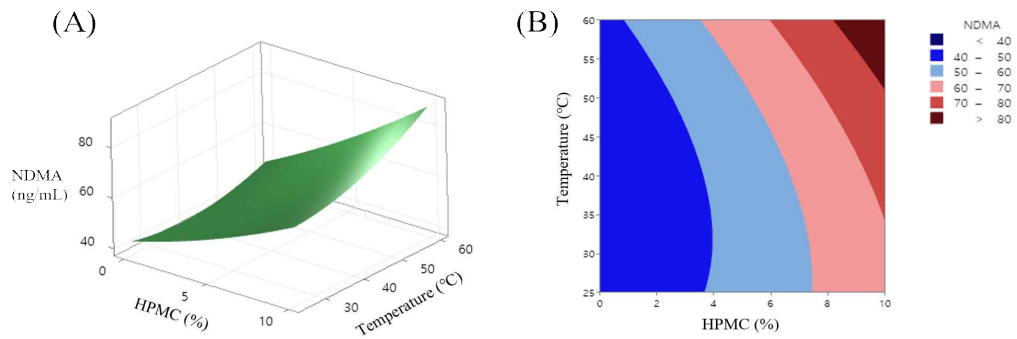 (A)
80
NDMA
(ng/mL)
60
40
0
5
10
HPMC (%)
30
40
50
60
Temperature (℃)
(B)
60
55
50
45
40
35
30
25
Temperature (℃)
0
2
4
6
8
10
HPMC (%)
NDMA
< 40
40 – 50
50 – 60
60 – 70
70 – 80
> 80